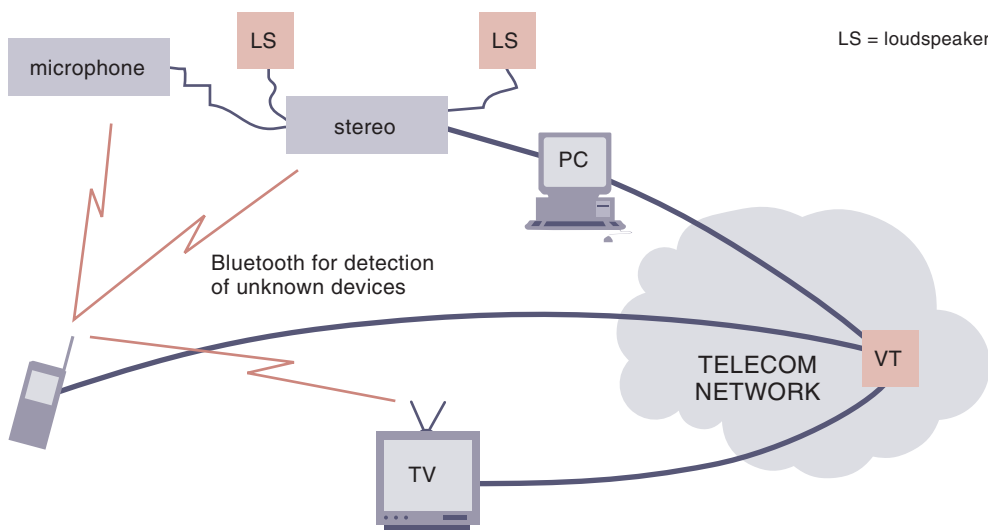 LS
LS
LS = loudspeaker
microphone
stereo
PC
Bluetooth for detection
of unknown devices
TELECOM
NETWORK
VT
TV